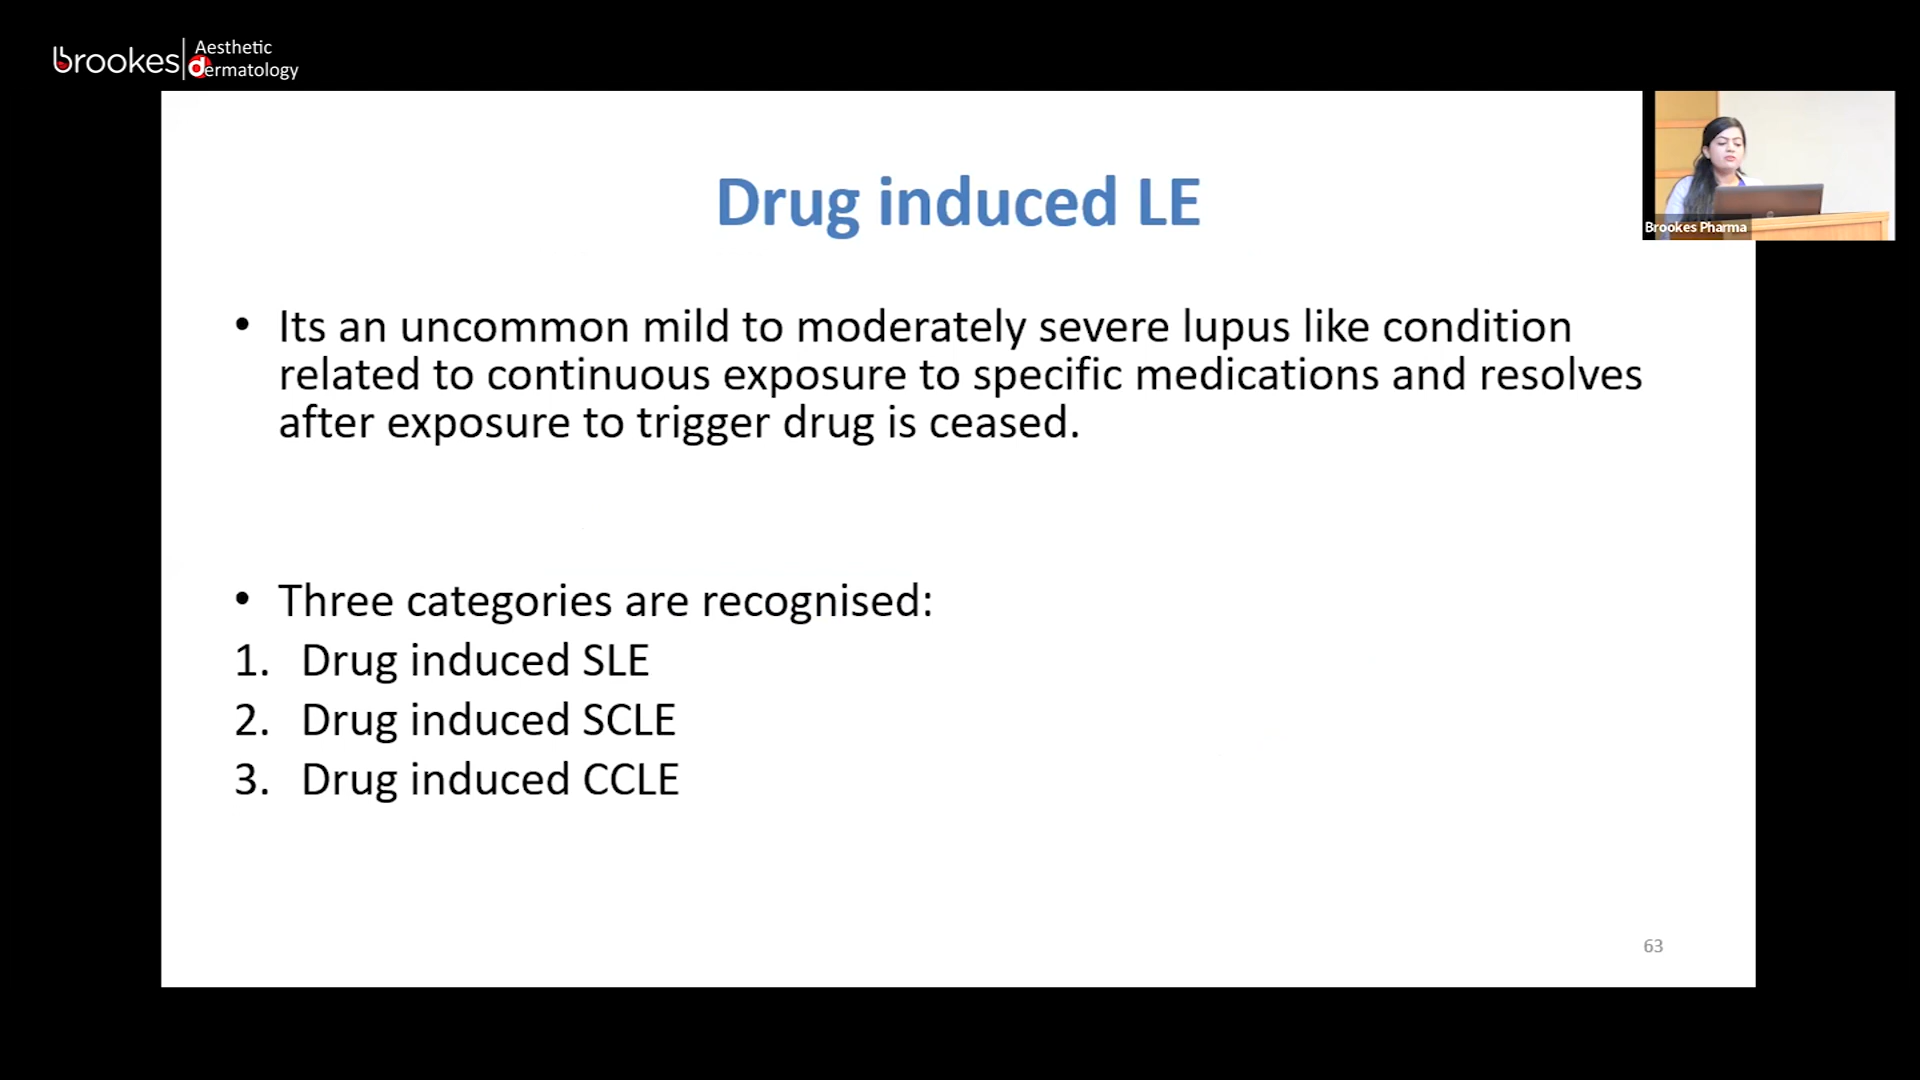 brookes
Aesthetic
dermatology
Drug induced LE
Brookes Pharma
• Its an uncommon mild to moderately severe lupus like condition
related to continuous exposure to specific medications and resolves
after exposure to trigger drug is ceased.
• Three categories are recognised:
1. Drug induced SLE
2. Drug induced SCLE
3. Drug induced CCLE
63